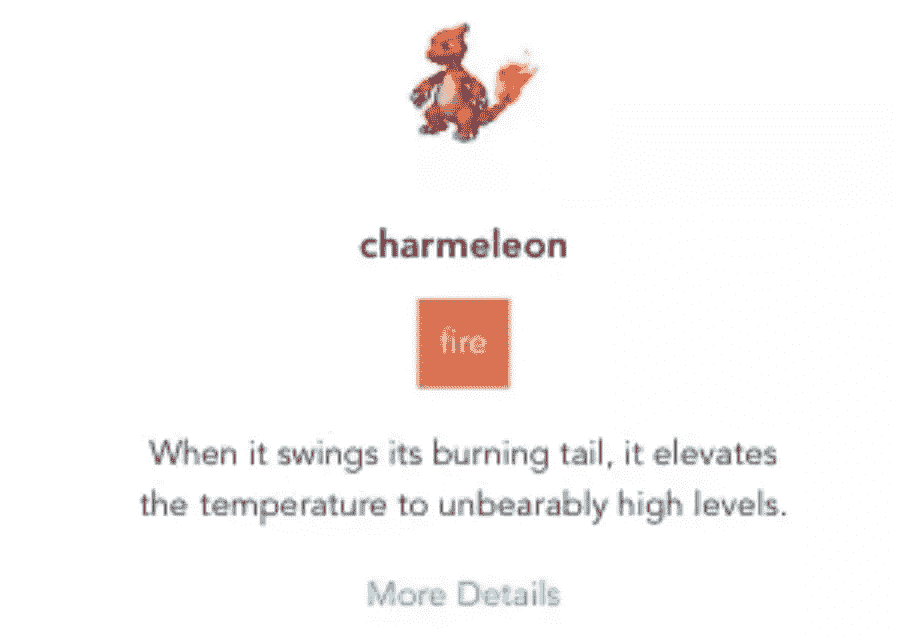 charmeleon
fire
When it swings its burning tail, it elevates
the temperature to unbearably high levels.
More Details